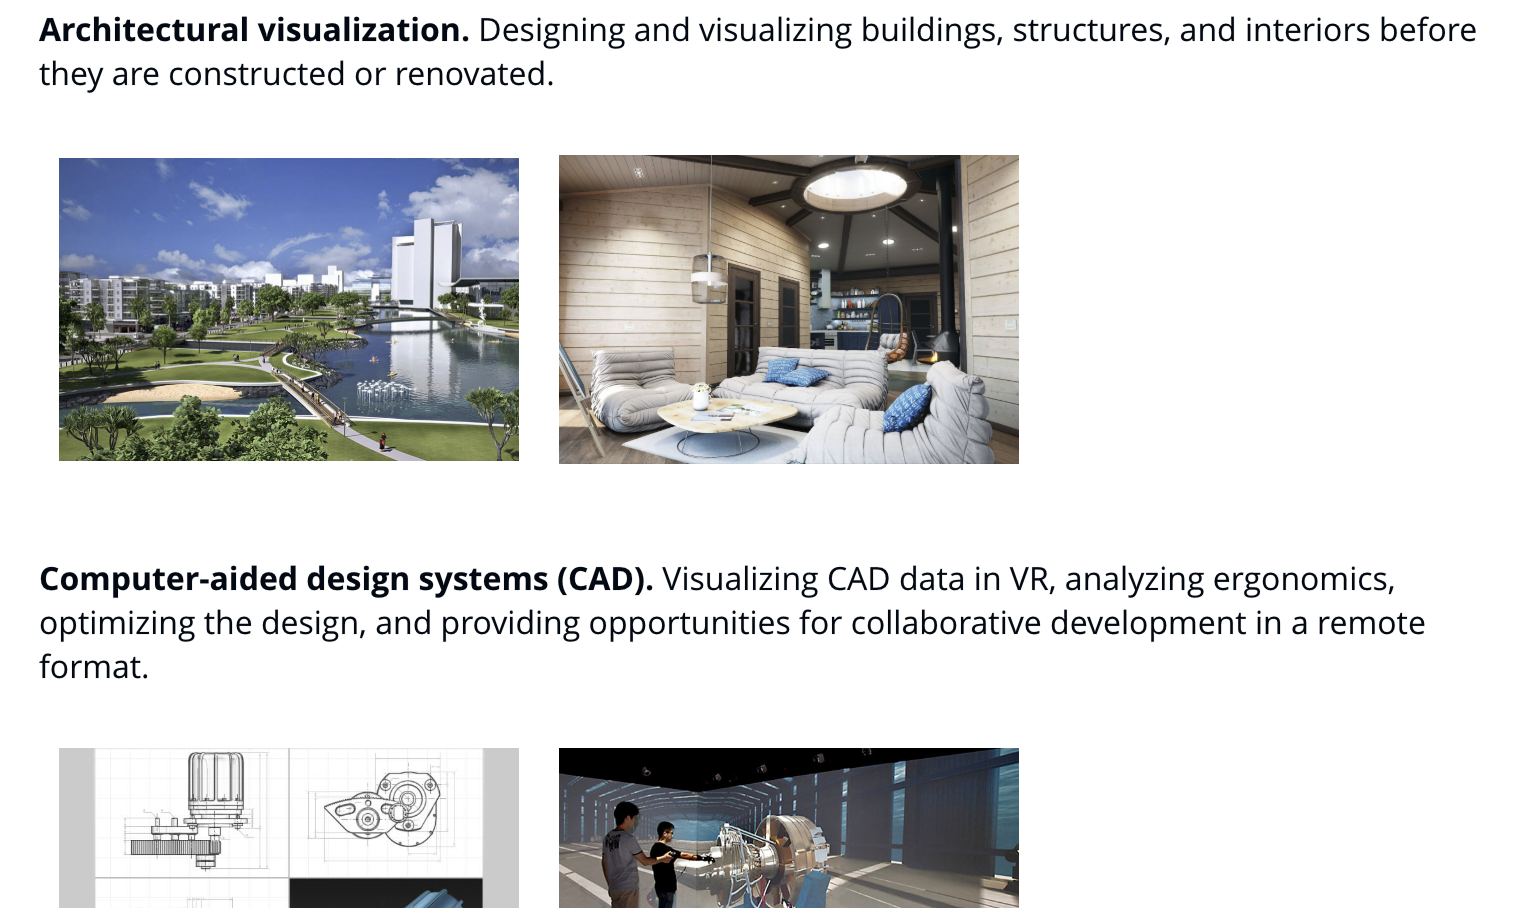 Architectural visualization. Designing and visualizing buildings, structures, and interiors before
they are constructed or renovated.
Computer-aided design systems (CAD). Visualizing CAD data in VR, analyzing ergonomics,
optimizing the design, and providing opportunities for collaborative development in a remote
format.